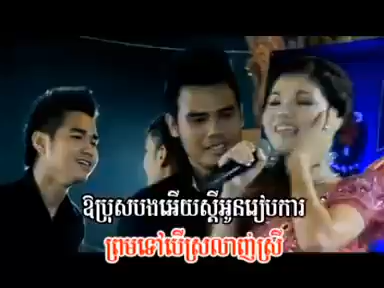 ឱប្រុសបងអើយស្ដីអូនរៀបការ
ព្រមទៅបើស្រលាញ់ស្រី